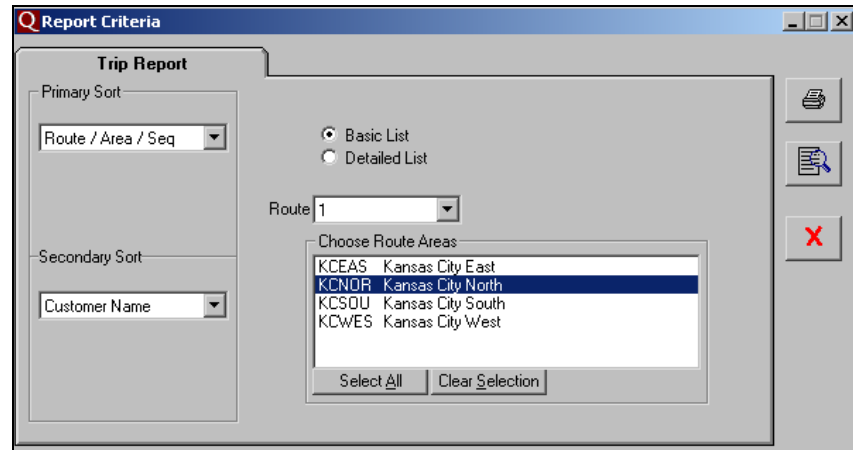 Q Report Criteria
Trip Report
Primary Sort
Route / Area / Seq
Basic List
Detailed List
Route 1
Choose Route Areas
KCEAS Kansas City East
KCNOR Kansas City North
KCSOU Kansas City South
KCWES Kansas City West
Secondary Sort
Customer Name
Select All Clear Selection